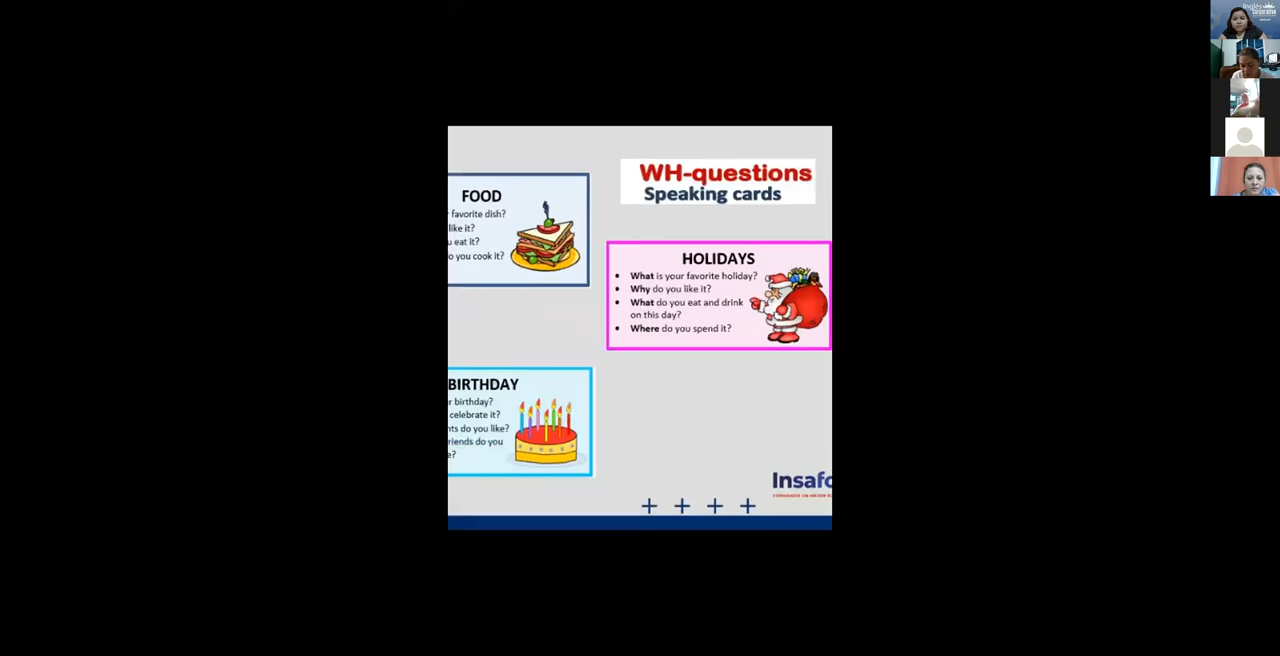 Inglés
Corporativo
FOOD
favorite dish?
like it?
u eat it?
o you cook it?
WH-questions
Speaking cards
HOLIDAYS
• What is your favorite holiday?
• Why do you like it?
• What do you eat and drink
on this day?
• Where do you spend it?
BIRTHDAY
r birthday?
celebrate it?
nts do you like?
riends do you
e?
Insafo
+ + + +